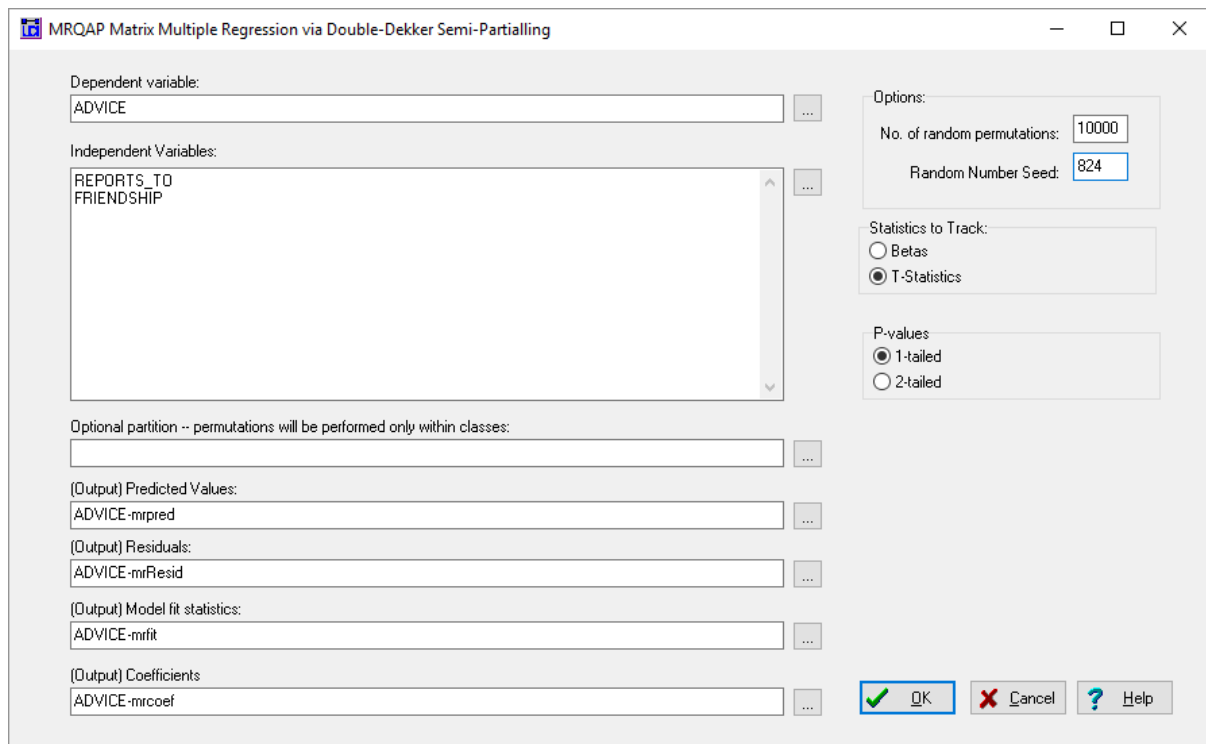 MRQAP Matrix Multiple Regression via Double-Dekker Semi-Partialling
Dependent variable:
ADVICE
...
Independent Variables:
REPORTS_TO
FRIENDSHIP
...
Optional partition -- permutations will be performed only within classes:
...
(Output) Predicted Values:
ADVICE-mrpred
...
(Output) Residuals:
ADVICE-mrResid
...
(Output) Model fit statistics:
ADVICE-mrfit
...
(Output) Coefficients
ADVICE-mrcoef
...
Options:
No. of random permutations: 10000
Random Number Seed: 824
Statistics to Track:
Betas
T-Statistics
P-values
1-tailed
2-tailed
OK
Cancel
? Help